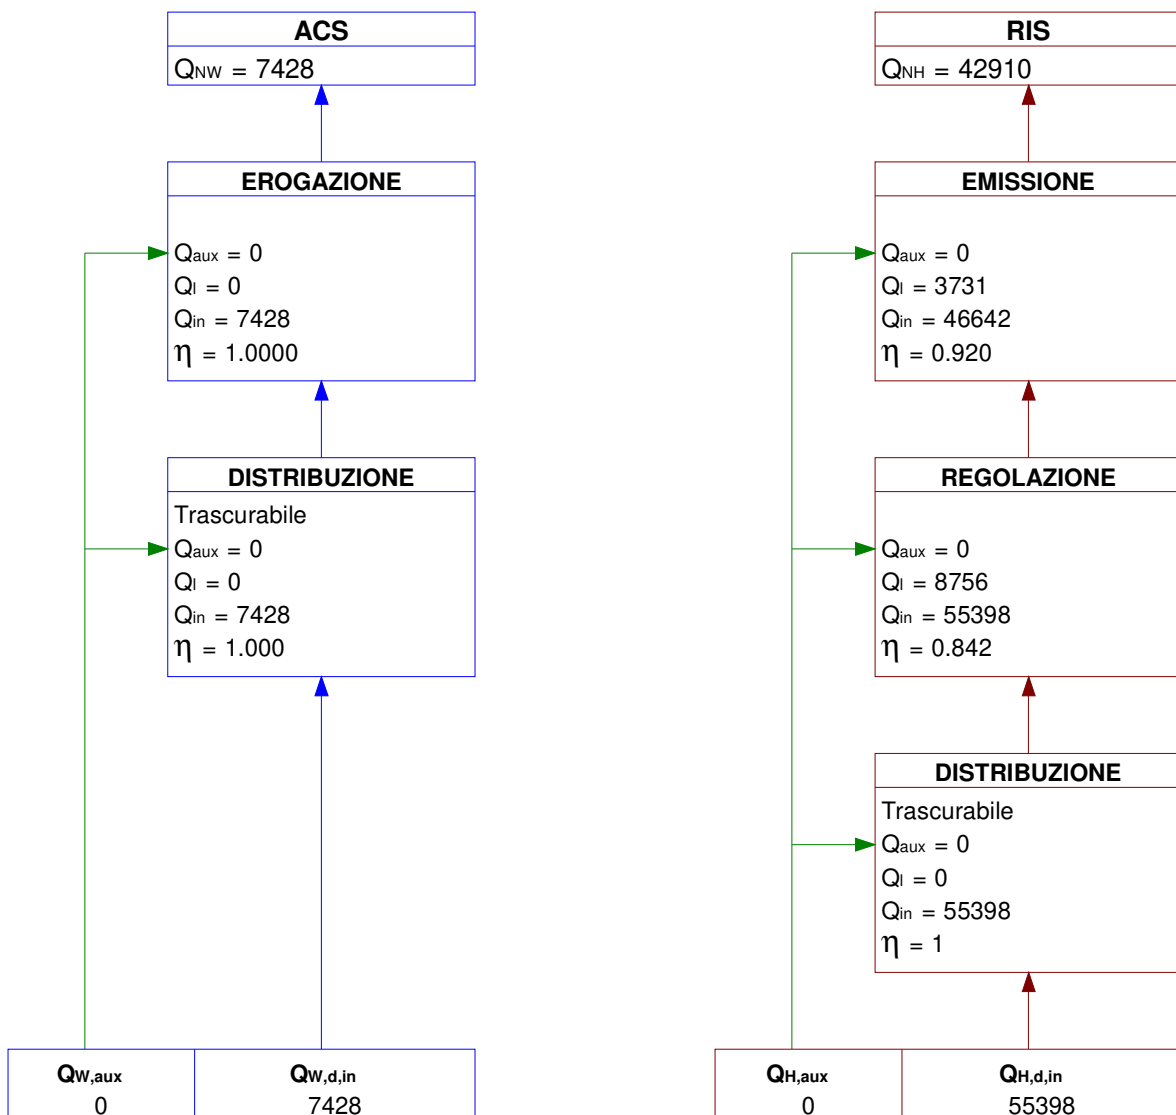 ACS
QNW = 7428
EROGAZIONE
Qaux = 0
Ql = 0
Qin = 7428
η = 1.0000
DISTRIBUZIONE
Trascurabile
Qaux = 0
Ql = 0
Qin = 7428
η = 1.000
QW,aux
0
QW,d,in
7428
RIS
QNH = 42910
EMISSIONE
Qaux = 0
Ql = 3731
Qin = 46642
η = 0.920
REGOLAZIONE
Qaux = 0
Ql = 8756
Qin = 55398
η = 0.842
DISTRIBUZIONE
Trascurabile
Qaux = 0
Ql = 0
Qin = 55398
η = 1
QH,aux
0
QH,d,in
55398